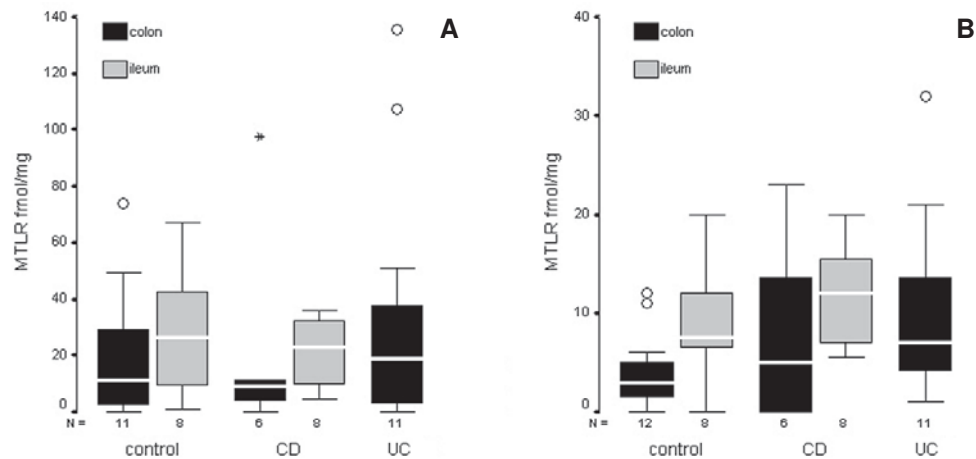 A
MTLR fmol/mg
140
120
100
80
60
40
20
0
colon
ileum
N = 11 8 6 8 11
control CD UC
B
MTLR fmol/mg
40
30
20
10
0
colon
ileum
N = 12 8 6 8 11
control CD UC